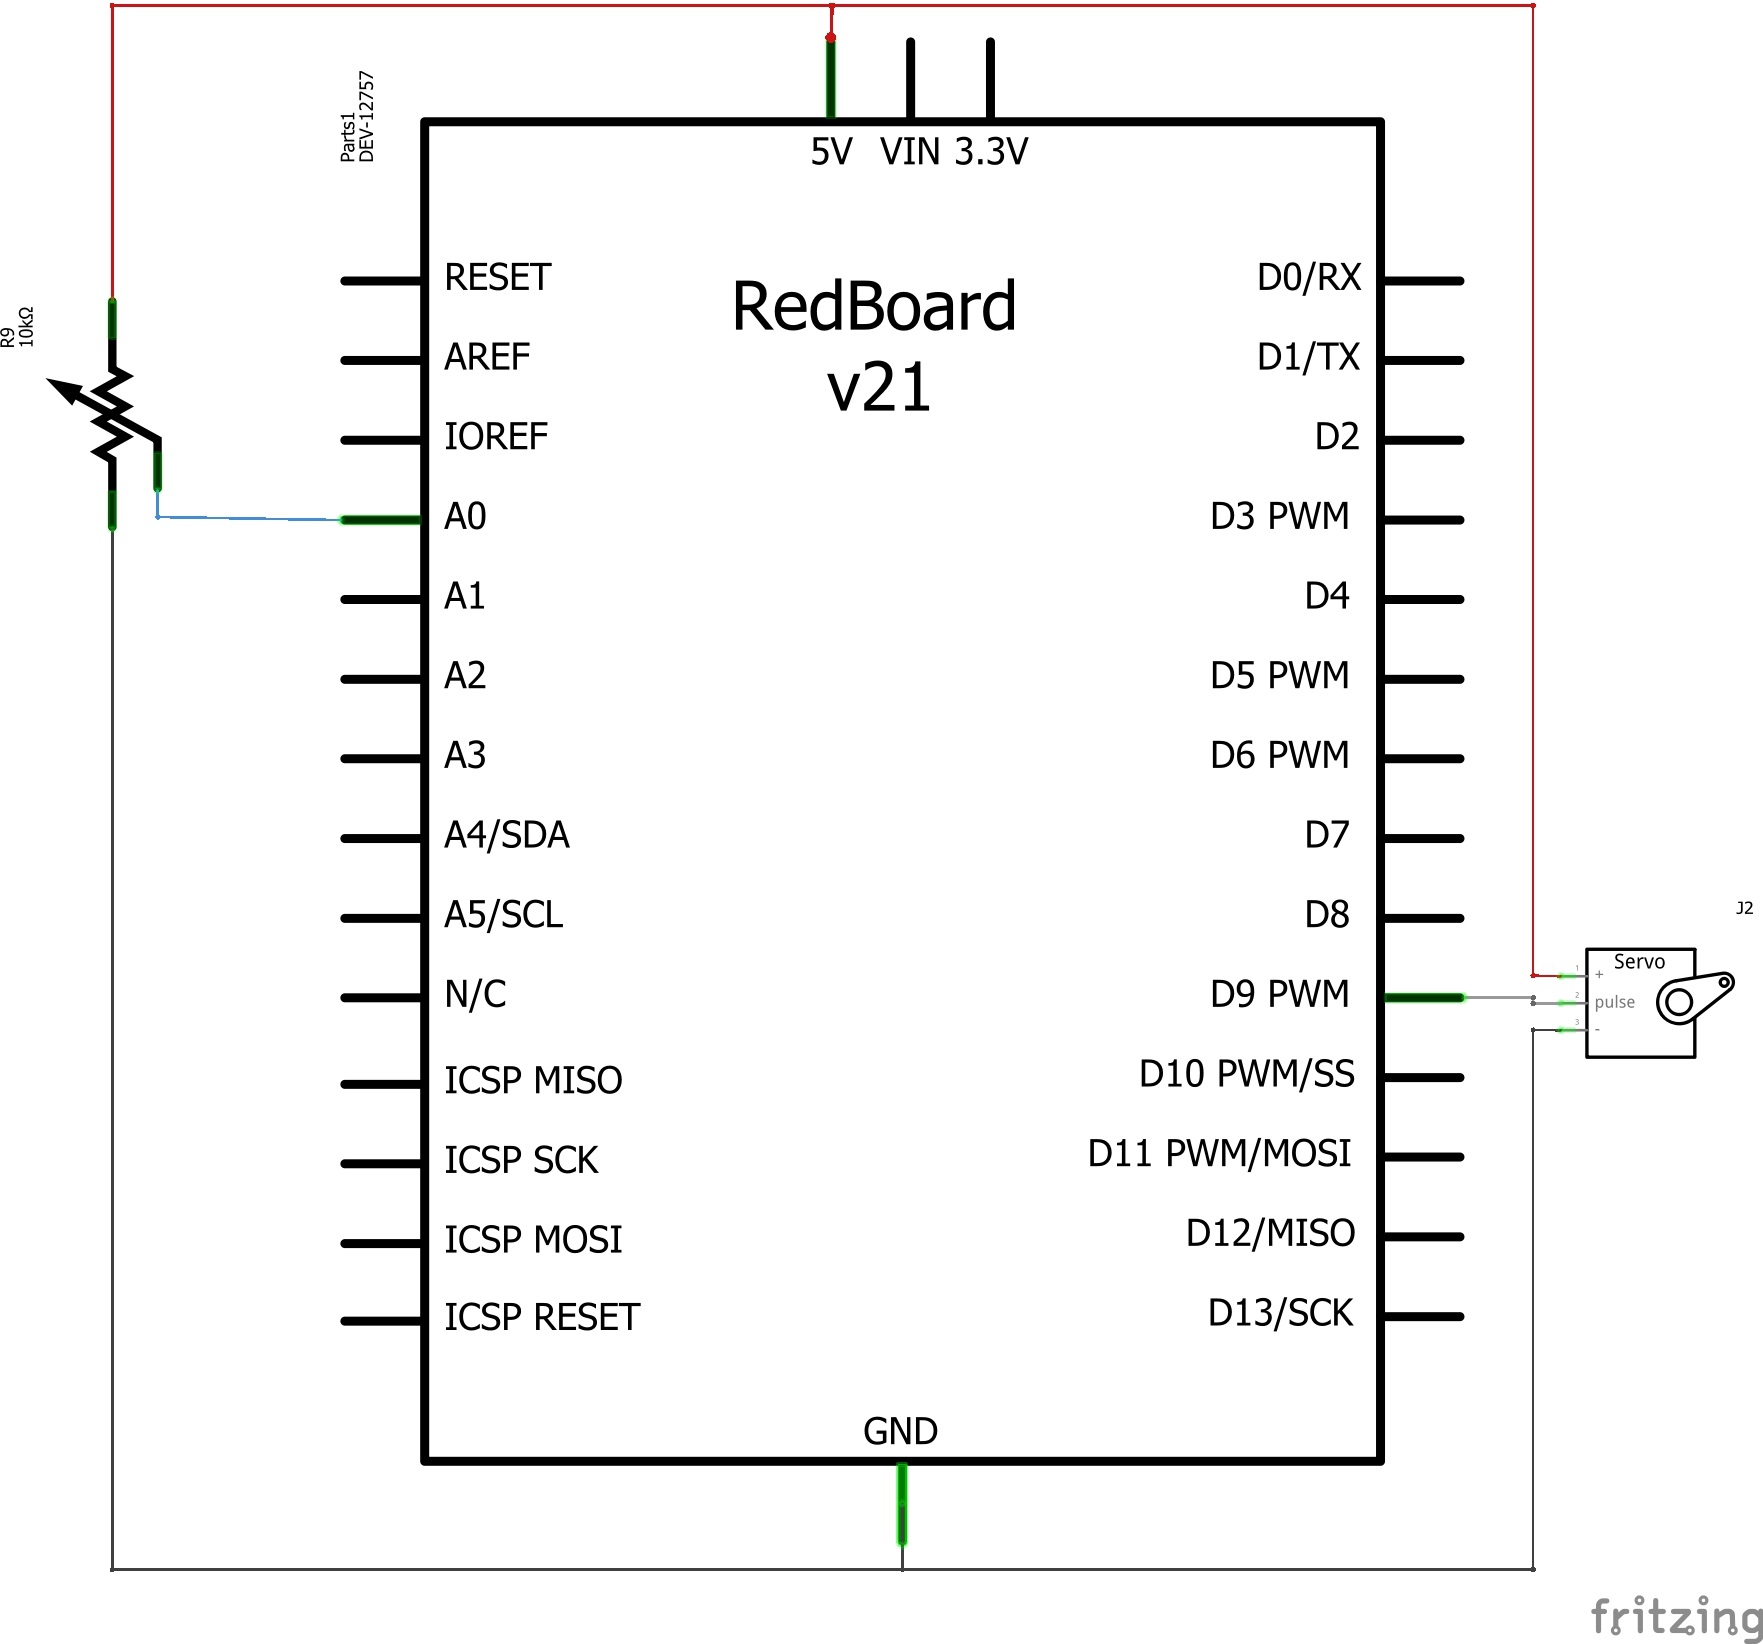 Parts1
DEV-12757
5V VIN 3.3V
RedBoard
v21
RESET
AREF
IOREF
A0
A1
A2
A3
A4/SDA
A5/SCL
N/C
ICSP MISO
ICSP SCK
ICSP MOSI
ICSP RESET
D0/RX
D1/TX
D2
D3 PWM
D4
D5 PWM
D6 PWM
D7
D8
D9 PWM
D10 PWM/SS
D11 PWM/MOSI
D12/MISO
D13/SCK
GND
R9
10kΩ
J2
Servo
1 +
2 pulse
3 -
fritzing